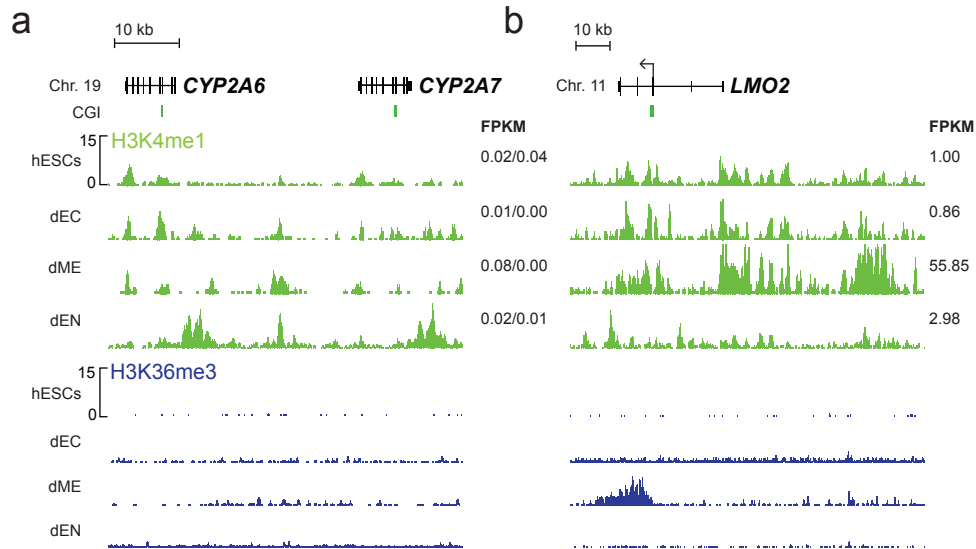 a
10 kb
Chr. 19
CYP2A6
CYP2A7
CGI
FPKM
15
H3K4me1
hESCs
0
0.02/0.04
dEC
0.01/0.00
dME
0.08/0.00
dEN
0.02/0.01
15
H3K36me3
hESCs
0
dEC
dME
dEN
b
10 kb
Chr. 11
LMO2
FPKM
1.00
0.86
55.85
2.98